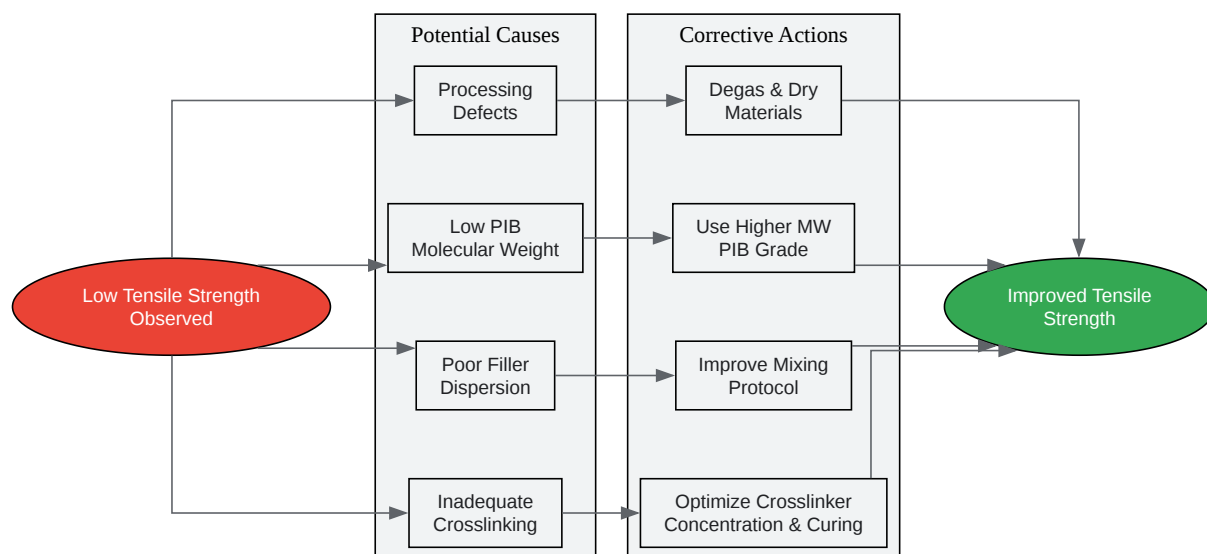 Potential Causes
Corrective Actions
Processing
Defects
Degas & Dry
Materials
Low PIB
Molecular Weight
Use Higher MW
PIB Grade
Low Tensile Strength
Observed
Improved Tensile
Strength
Poor Filler
Dispersion
Improve Mixing
Protocol
Inadequate
Crosslinking
Optimize Crosslinker
Concentration & Curing